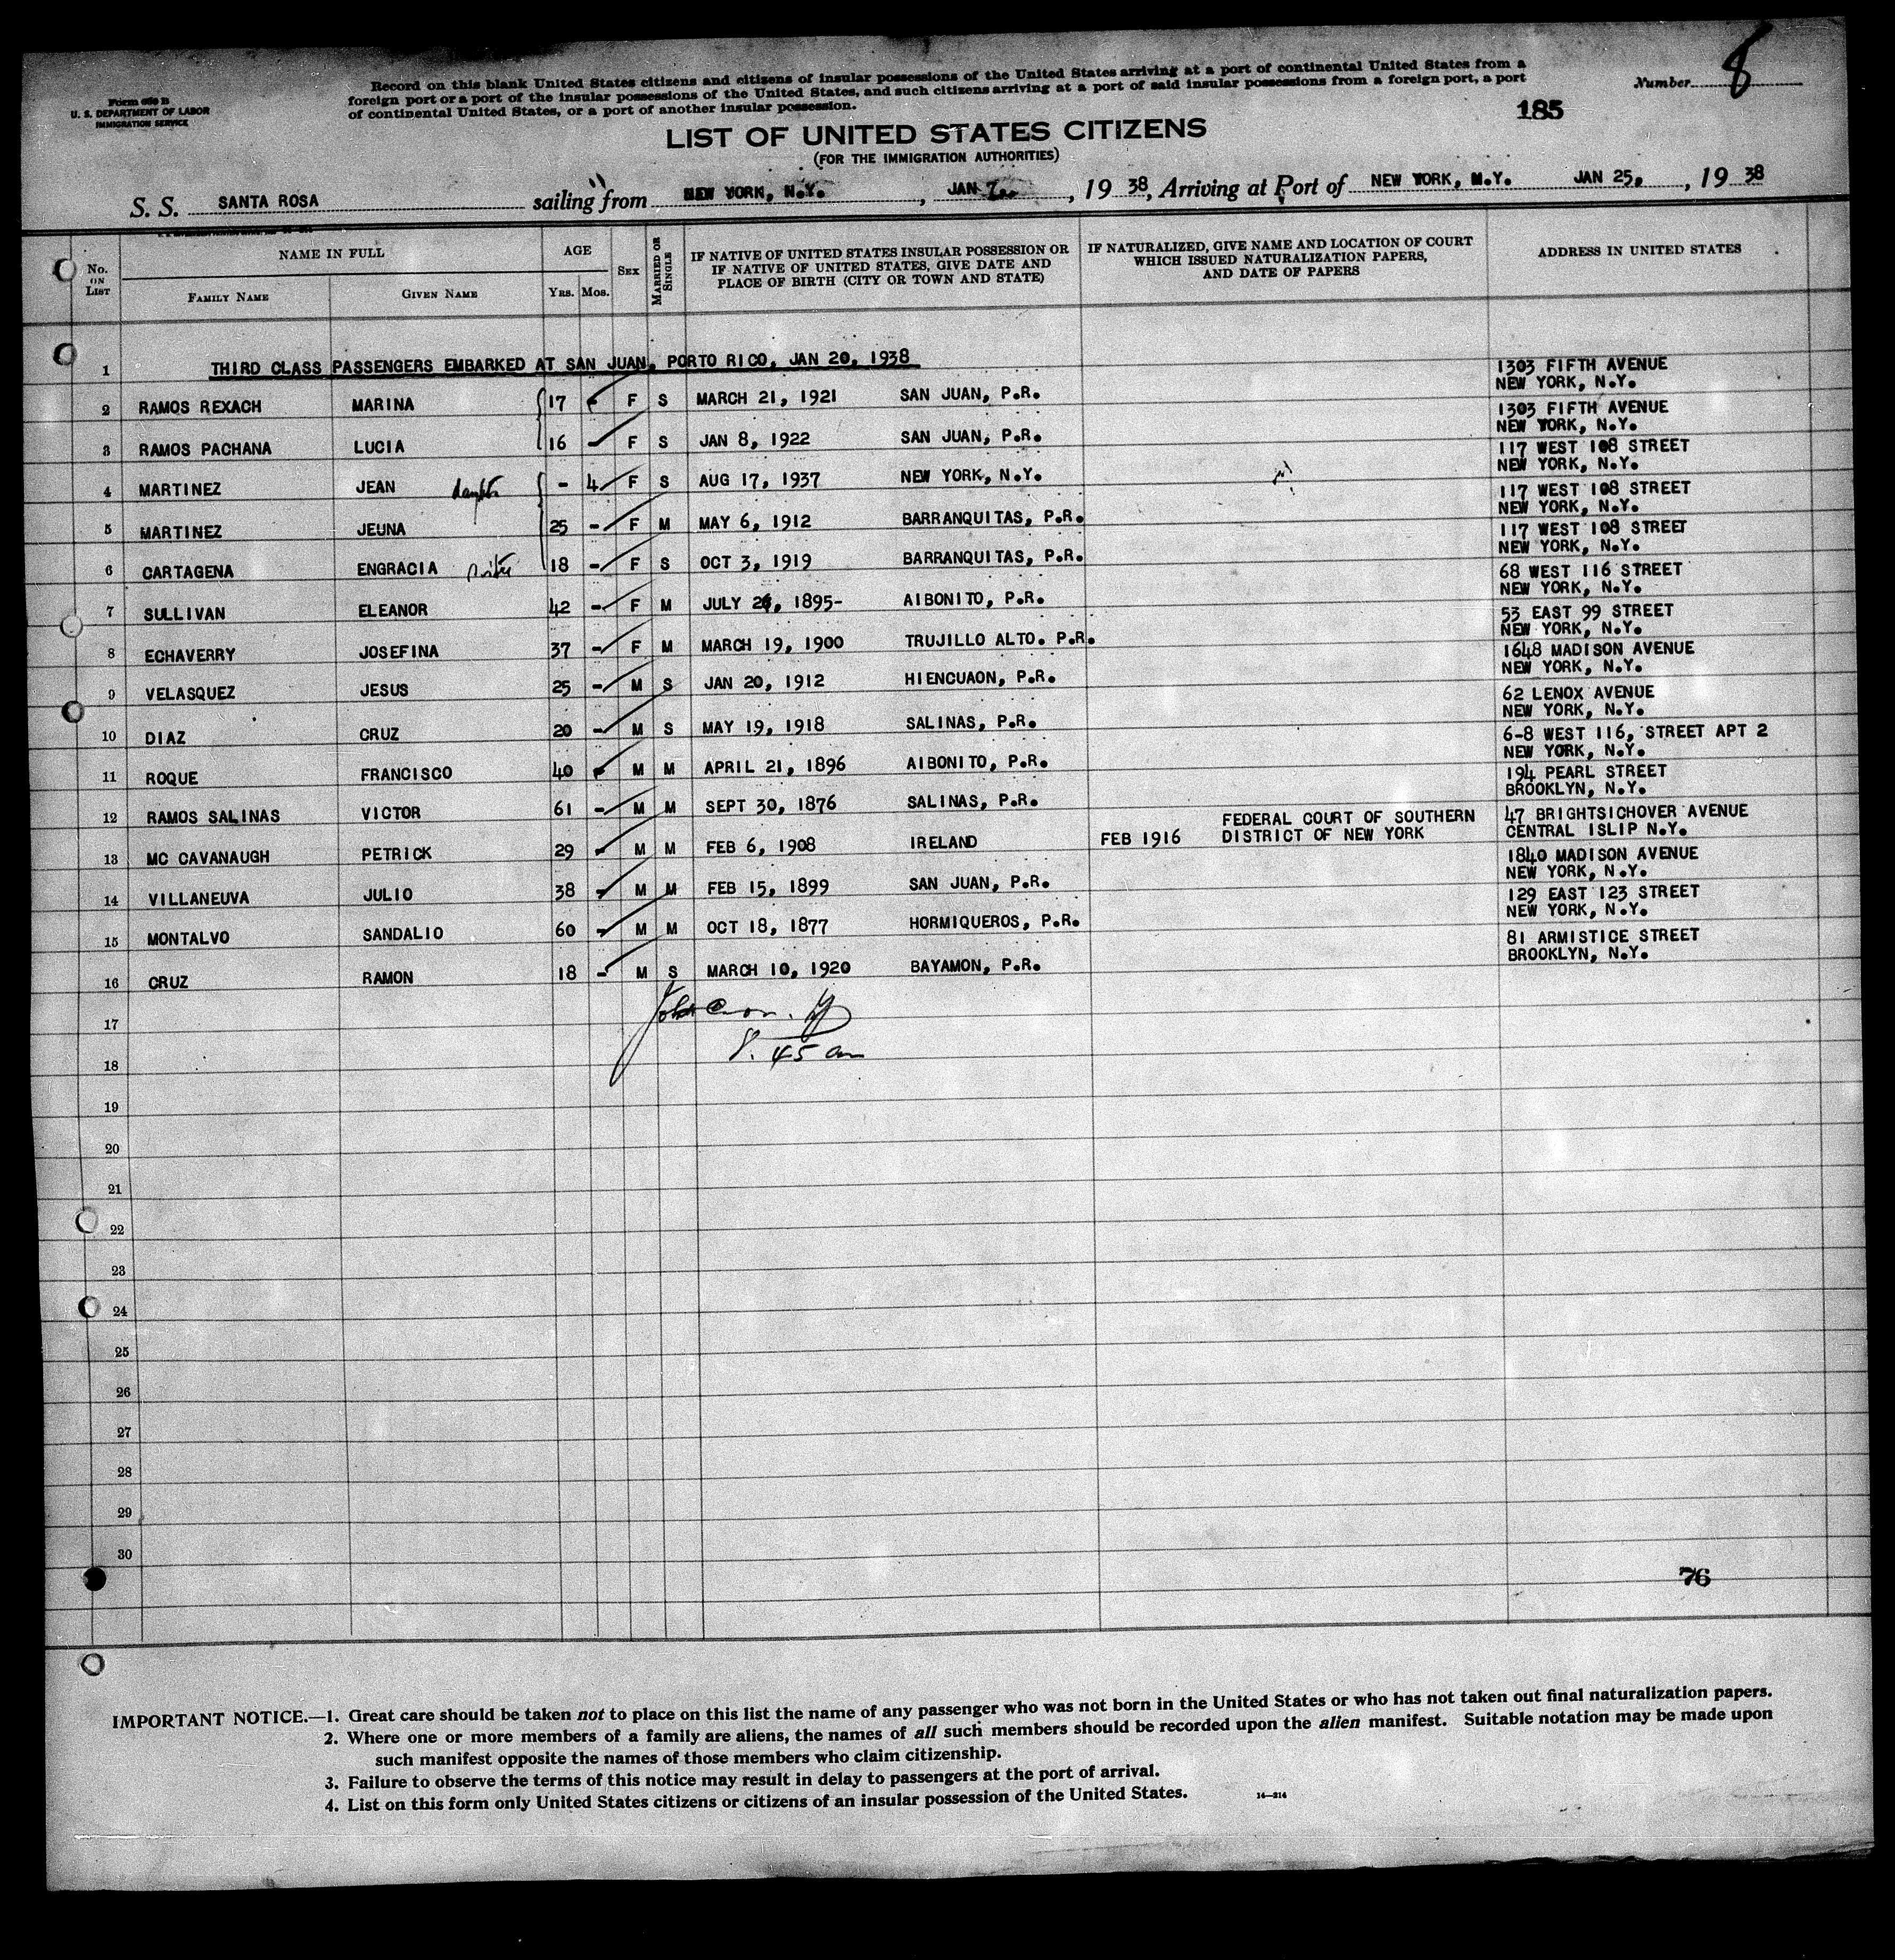 Form 630 B
U. S. DEPARTMENT OF LABOR
IMMIGRATION SERVICE
Record on this blank United States citizens and citizens of insular possessions of the United States arriving at a port of continental United States from a
foreign port or a port of the insular possessions of the United States, and such citizens arriving at a port of said insular possessions from a foreign port, a port
of continental United States, or a port of another insular possession.
Number 8
185
LIST OF UNITED STATES CITIZENS
(FOR THE IMMIGRATION AUTHORITIES)
S. S. SANTA ROSA sailing from NEW YORK, N.Y. , JAN 7. , 19 38, Arriving at Port of NEW YORK, N.Y. JAN 25. , 19 38
No. ON LIST
NAME IN FULL
FAMILY NAME GIVEN NAME
AGE
YRS. MOS.
SEX
MARRIED OR SINGLE
IF NATIVE OF UNITED STATES INSULAR POSSESSION OR
IF NATIVE OF UNITED STATES, GIVE DATE AND
PLACE OF BIRTH (CITY OR TOWN AND STATE)
IF NATURALIZED, GIVE NAME AND LOCATION OF COURT
WHICH ISSUED NATURALIZATION PAPERS,
AND DATE OF PAPERS
ADDRESS IN UNITED STATES
1 THIRD CLASS PASSENGERS EMBARKED AT SAN JUAN, PORTO RICO, JAN 20, 1938
2 RAMOS REXACH MARINA 17 F S MARCH 21, 1921 SAN JUAN, P.R. 1303 FIFTH AVENUE
NEW YORK, N.Y.
3 RAMOS PACHANA LUCIA 16 F S JAN 8, 1922 SAN JUAN, P.R. 1303 FIFTH AVENUE
NEW YORK, N.Y.
4 MARTINEZ JEAN daughter - 4 F S AUG 17, 1937 NEW YORK, N.Y. 117 WEST 108 STREET
NEW YORK, N.Y.
5 MARTINEZ JEUNA 25 - F M MAY 6, 1912 BARRANQUITAS, P.R. 117 WEST 108 STREET
NEW YORK, N.Y.
6 CARTAGENA ENGRACIA sister 18 - F S OCT 3, 1919 BARRANQUITAS, P.R. 117 WEST 108 STREET
NEW YORK, N.Y.
7 SULLIVAN ELEANOR 42 - F M JULY 26, 1895- AIBONITO, P.R. 68 WEST 116 STREET
NEW YORK, N.Y.
8 ECHAVERRY JOSEFINA 37 - F M MARCH 19, 1900 TRUJILLO ALTO. P.R. 53 EAST 99 STREET
NEW YORK, N.Y.
9 VELASQUEZ JESUS 25 - M S JAN 20, 1912 HIENCUAON, P.R. 1648 MADISON AVENUE
NEW YORK, N.Y.
10 DIAZ CRUZ 20 - M S MAY 19, 1918 SALINAS, P.R. 62 LENOX AVENUE
NEW YORK, N.Y.
11 ROQUE FRANCISCO 40 - M M APRIL 21, 1896 AIBONITO, P.R. 6-8 WEST 116, STREET APT 2
NEW YORK, N.Y.
12 RAMOS SALINAS VICTOR 61 - M M SEPT 30, 1876 SALINAS, P.R. 194 PEARL STREET
BROOKLYN, N.Y.
13 MC CAVANAUGH PETRICK 29 - M M FEB 6, 1908 IRELAND FEB 1916 FEDERAL COURT OF SOUTHERN
DISTRICT OF NEW YORK 47 BRIGHTSICHOVER AVENUE
CENTRAL ISLIP N.Y.
14 VILLANEUVA JULIO 38 - M M FEB 15, 1899 SAN JUAN, P.R. 1840 MADISON AVENUE
NEW YORK, N.Y.
15 MONTALVO SANDALIO 60 - M M OCT 18, 1877 HORMIQUEROS, P.R. 129 EAST 123 STREET
NEW YORK, N.Y.
16 CRUZ RAMON 18 - M S MARCH 10, 1920 BAYAMON, P.R. 81 ARMISTICE STREET
BROOKLYN, N.Y.
17
8.45 am
18
19
20
21
22
23
24
25
26
27
28
29
30
76
IMPORTANT NOTICE.—1. Great care should be taken not to place on this list the name of any passenger who was not born in the United States or who has not taken out final naturalization papers.
2. Where one or more members of a family are aliens, the names of all such members should be recorded upon the alien manifest. Suitable notation may be made upon
such manifest opposite the names of those members who claim citizenship.
3. Failure to observe the terms of this notice may result in delay to passengers at the port of arrival.
4. List on this form only United States citizens or citizens of an insular possession of the United States.
14—214